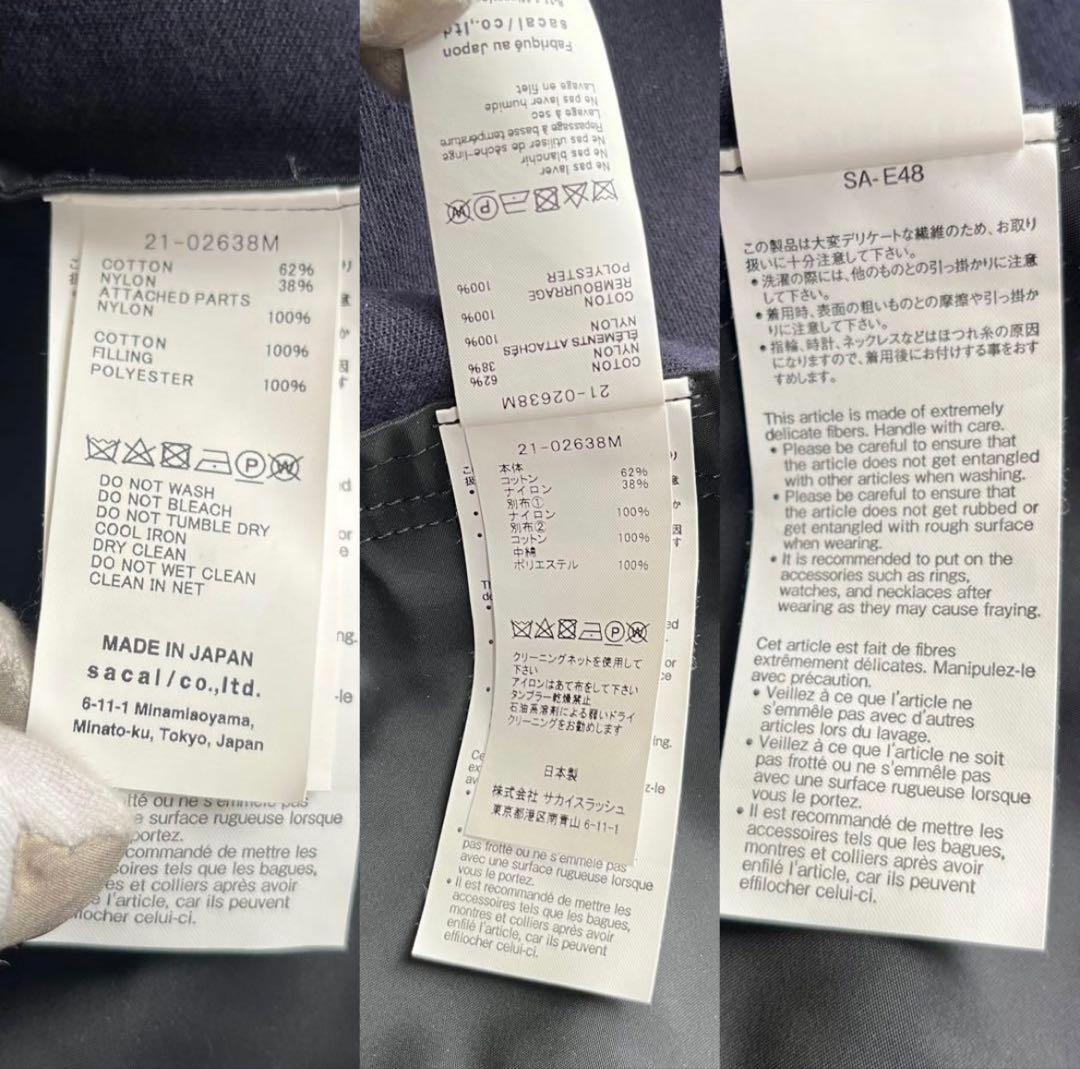 21-02638M
COTTON 62%
NYLON 38%
ATTACHED PARTS
NYLON 100%
COTTON 100%
FILLING
POLYESTER 100%
DO NOT WASH
DO NOT BLEACH
DO NOT TUMBLE DRY
COOL IRON
DRY CLEAN
DO NOT WET CLEAN
CLEAN IN NET
MADE IN JAPAN
sacai/co.,ltd.
6-11-1 Minamiaoyama,
Minato-ku, Tokyo, Japan
surface rugueuse lorsque
portez.
commandé de mettre les
soires tels que les bagues,
es et colliers après avoir
l'article, car ils peuvent
filocher celui-ci.
sacai/co.,ltd
Fabriqué au Japon
Lavage en filet
Ne pas laver humide
Lavage à sec
Repassage à basse température
Ne pas utiliser de sèche-linge
Ne pas blanchir
Ne pas laver
POLYESTER 100%
REMBOURRAGE
COTON 100%
NYLON 100%
ÉLÉMENTS ATTACHÉS
NYLON 38%
COTON 62%
21-02638M
21-02638M
本体
コットン 62%
ナイロン 38%
別布①
ナイロン 100%
別布②
コットン 100%
中綿
ポリエステル 100%
クリーニングネットを使用して
下さい
アイロンはあて布をして下さい
タンブラー乾燥禁止
石油系溶剤による弱いドライ
クリーニングをお勧めします
日本製
株式会社 サカイスラッシュ
東京都港区南青山 6-11-1
pas frotté ou ne s'emmêle pas
avec une surface rugueuse lorsque
vous le portez.
• Il est recommandé de mettre les
accessoires tels que les bagues,
montres et colliers après avoir
enfilé l'article, car ils peuvent
effilocher celui-ci.
SA-E48
この製品は大変デリケートな繊維のため、お取り
扱いに十分注意して下さい。
• 洗濯の際には、他のものとの引っ掛かりに注意
して下さい。
• 着用時、表面の粗いものとの摩擦や引っ掛か
りに注意して下さい。
• 指輪、時計、ネックレスなどはほつれ糸の原因
になりますので、着用後にお付けする事をおす
すめします。
This article is made of extremely
delicate fibers. Handle with care.
• Please be careful to ensure that
the article does not get entangled
with other articles when washing.
• Please be careful to ensure that
the article does not get rubbed or
get entangled with rough surface
when wearing.
• It is recommended to put on the
accessories such as rings,
watches, and necklaces after
wearing as they may cause fraying.
Cet article est fait de fibres
extrêmement délicates. Manipulez-le
avec précaution.
• Veillez à ce que l'article ne
s'emmêle pas avec d'autres
articles lors du lavage.
• Veillez à ce que l'article ne soit
pas frotté ou ne s'emmêle pas
avec une surface rugueuse lorsque
vous le portez.
• Il est recommandé de mettre les
accessoires tels que les bagues,
montres et colliers après avoir
enfilé l'article, car ils peuvent
effilocher celui-ci.